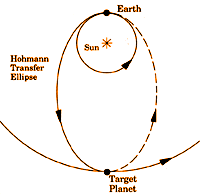 Earth
Sun
Hohmann
Transfer
Ellipse
Target
Planet